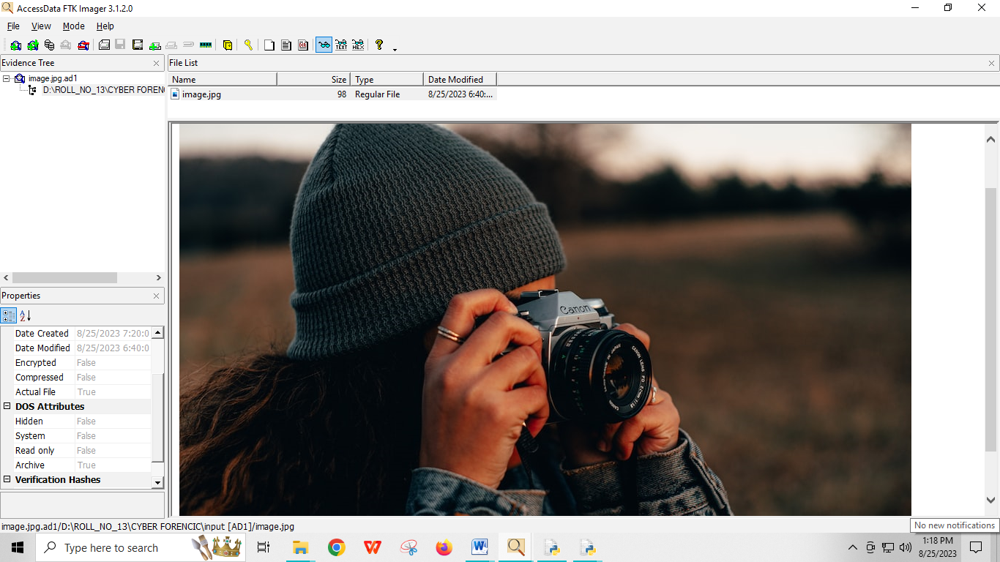 AccessData FTK Imager 3.1.2.0
File View Mode Help
TEXT HEX
Evidence Tree
image.jpg.ad1
D:\ROLL_NO_13\CYBER FOREN
File List
Name Size Type Date Modified
image.jpg 98 Regular File 8/25/2023 6:40:...
Canon
CANON LENS FD
Properties
Date Created 8/25/2023 7:20:0
Date Modified 8/25/2023 6:40:0
Encrypted False
Compressed False
Actual File True
DOS Attributes
Hidden False
System False
Read only False
Archive True
Verification Hashes
image.jpg.ad1/D:\ROLL_NO_13\CYBER FORENCIC\input [AD1]/image.jpg
No new notifications
Type here to search
1:18 PM
8/25/2023